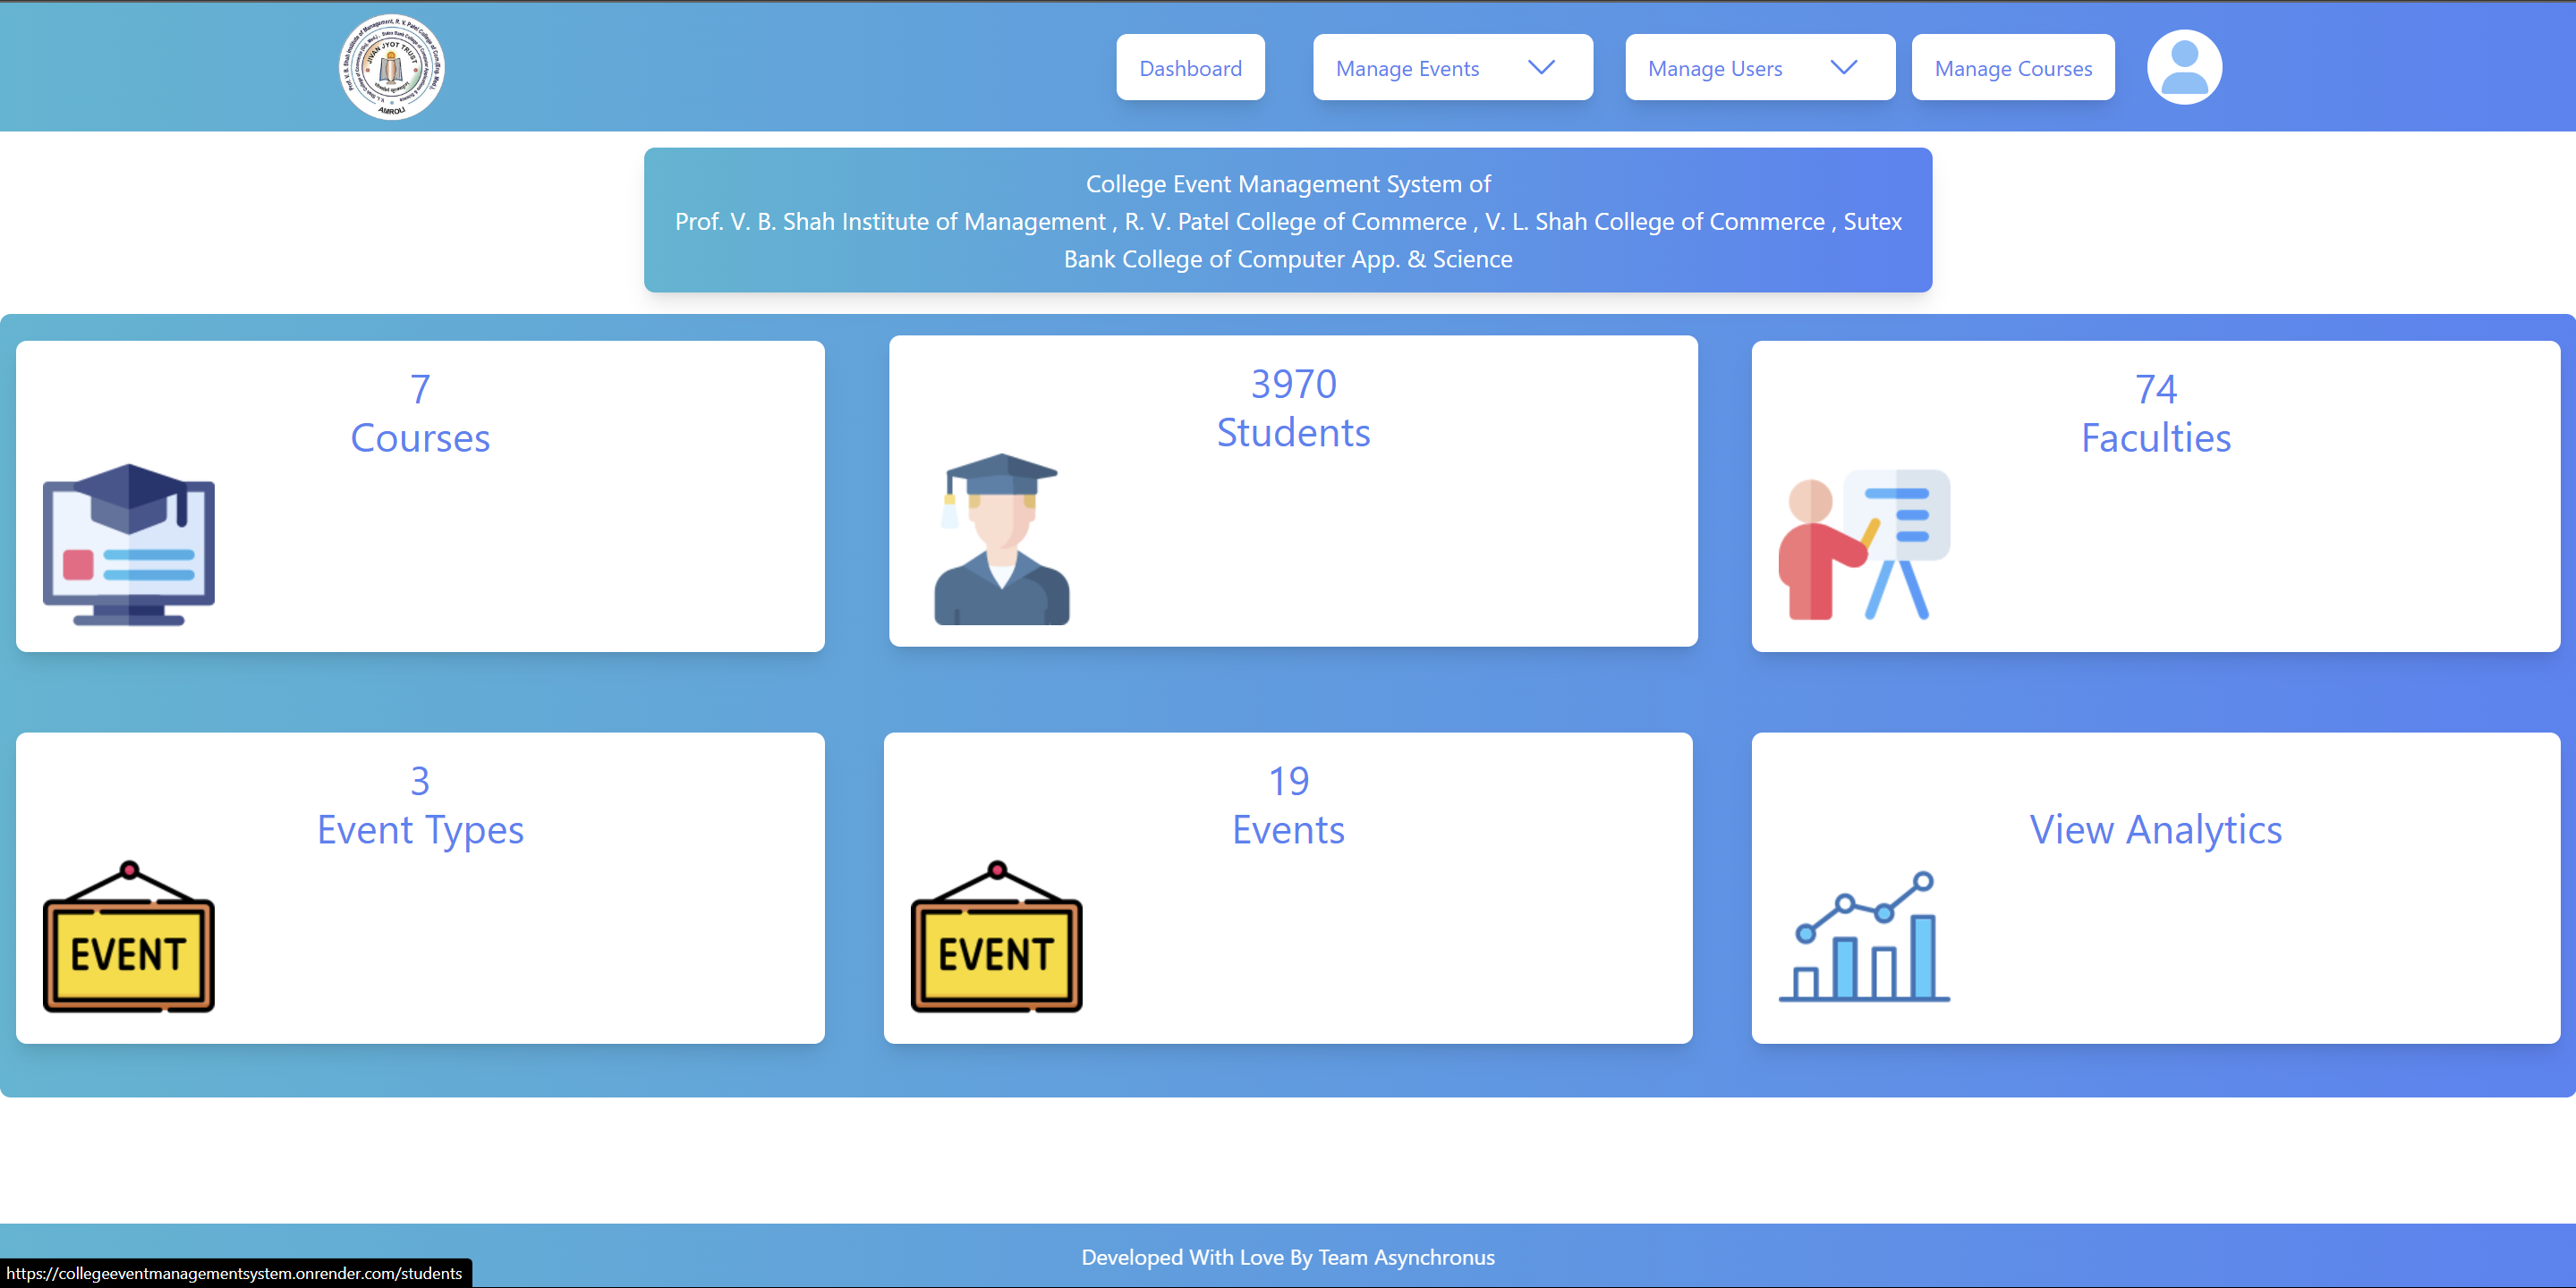 JIVAN JYOT TRUST
AMROLI
Dashboard
Manage Events
Manage Users
Manage Courses
College Event Management System of
Prof. V. B. Shah Institute of Management , R. V. Patel College of Commerce , V. L. Shah College of Commerce , Sutex
Bank College of Computer App. & Science
7
Courses
3970
Students
74
Faculties
3
Event Types
EVENT
19
Events
EVENT
View Analytics
Developed With Love By Team Asynchronus
https://collegeeventmanagementsystem.onrender.com/students